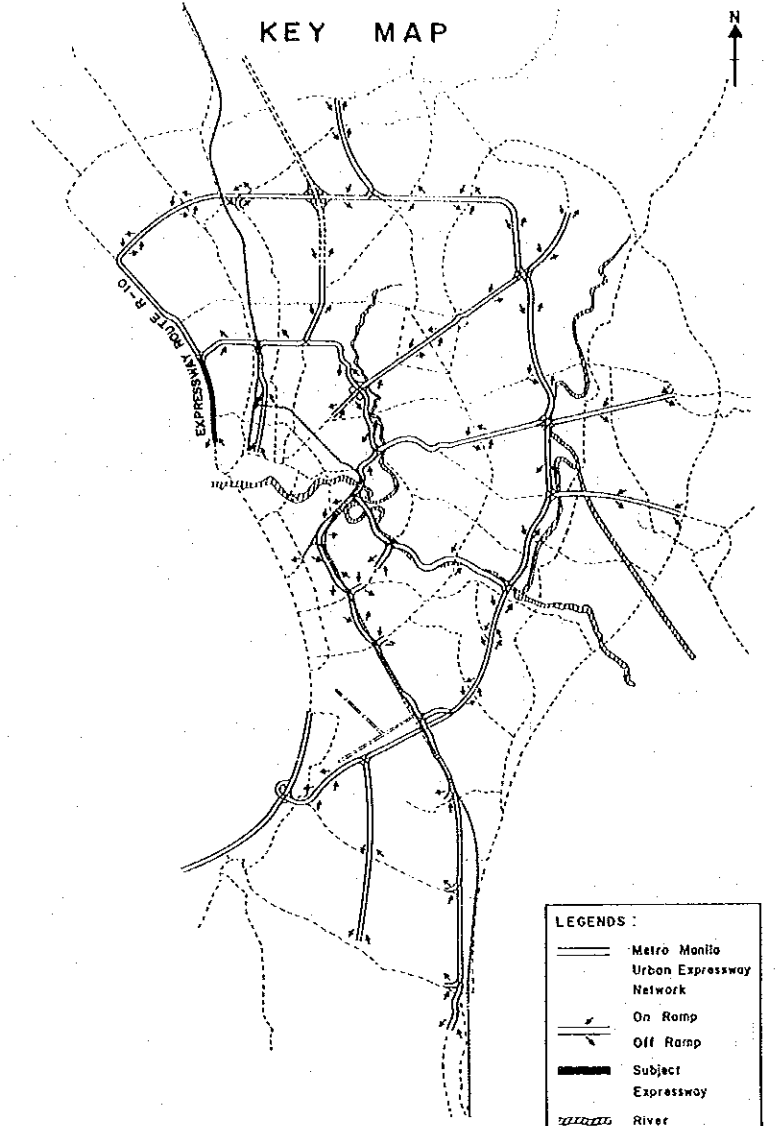 KEY MAP
N
EXPRESSWAY ROUTE R-10
LEGENDS :
Metro Manila
Urban Expressway
Network
On Ramp
Off Ramp
Subject
Expressway
River